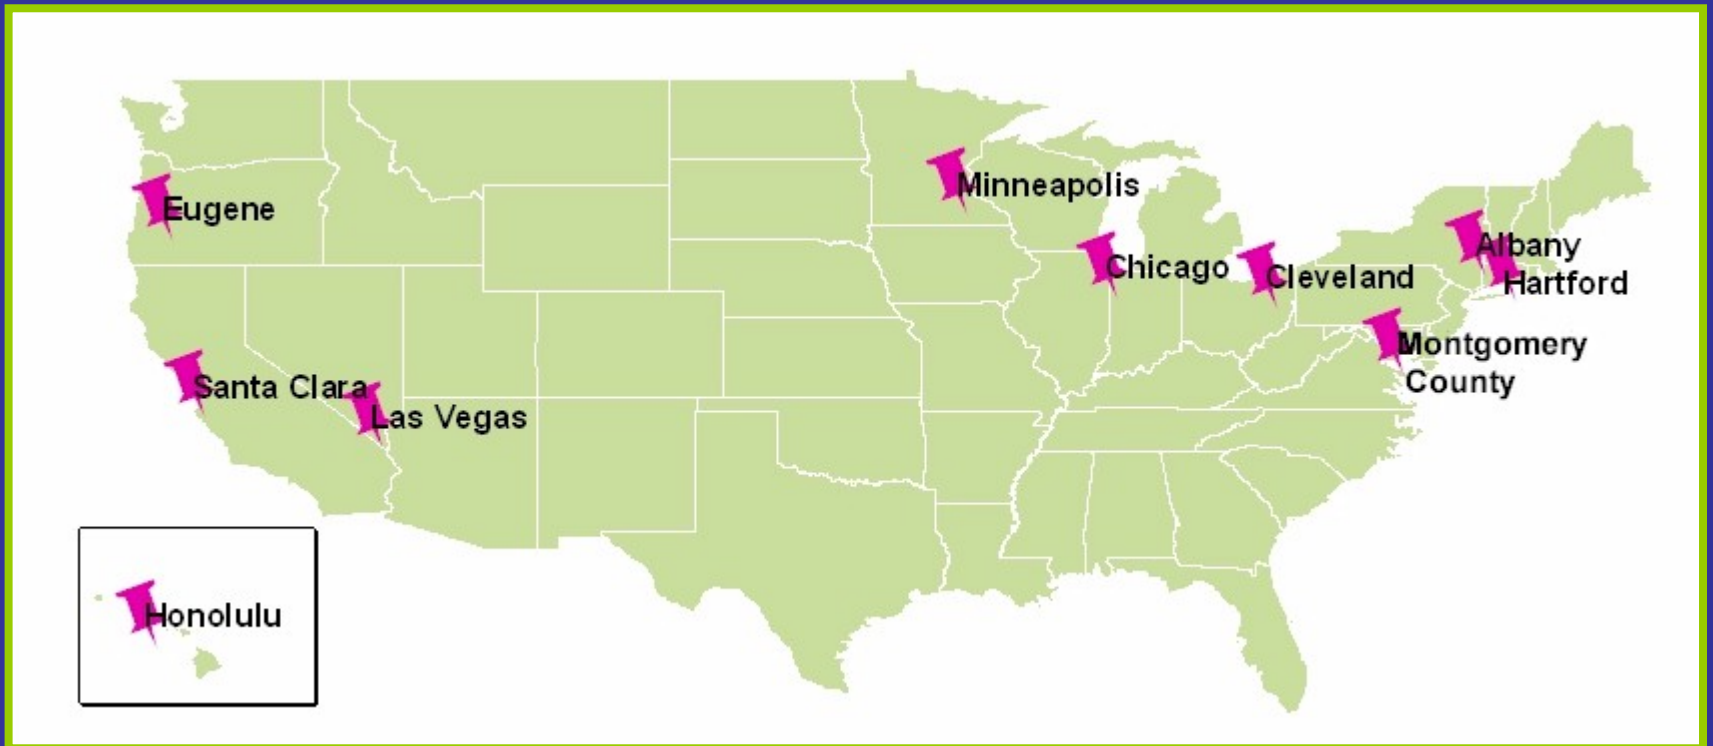 Minneapolis
Eugene
Albany
Chicago
Cleveland
Hartford
Montgomery
County
Santa Clara
Las Vegas
Honolulu